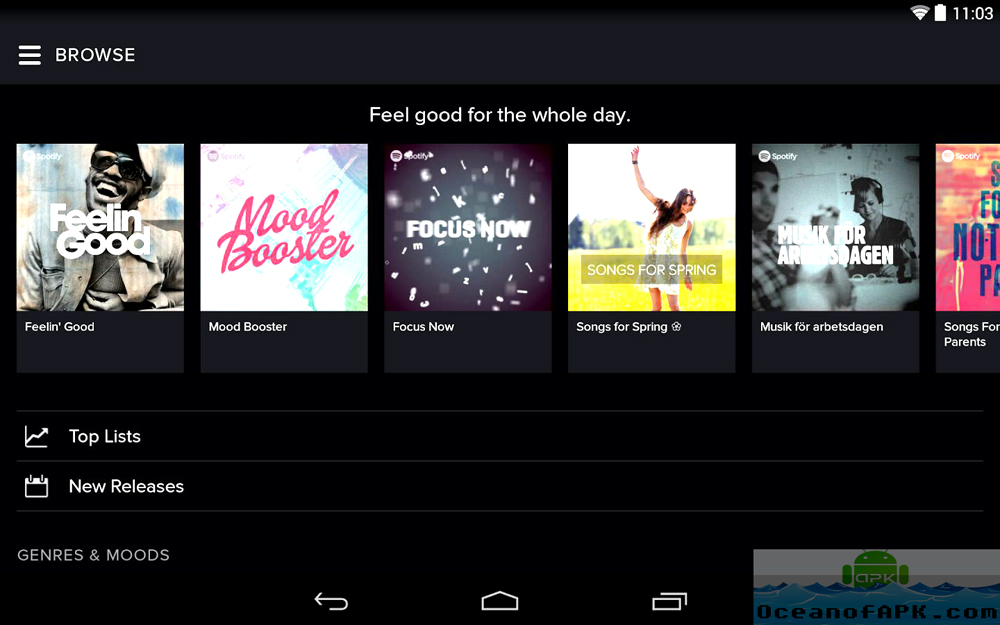 11:03
BROWSE
Feel good for the whole day.
Spotify
Feelin
Good
Feelin' Good
Spotify
Mood
Booster
Mood Booster
Spotify
FOCUS NOW
Focus Now
SONGS FOR SPRING
Songs for Spring
Spotify
MUSIK FÖR
ARBETSDAGEN
Musik för arbetsdagen
Spotify
NOT
Songs For
Parents
Top Lists
New Releases
GENRES & MOODS
APK
OceanofAPK.com